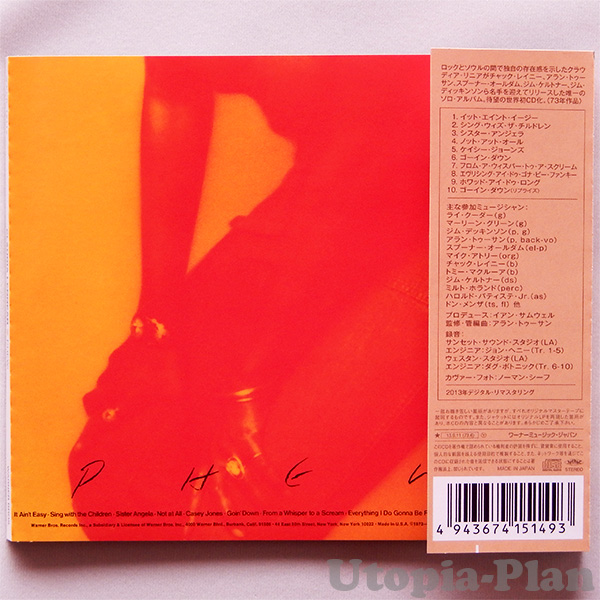 ロックとソウルの間で独自の存在感を示したクラウ
ディア・リニアがチャック・レイニー、アラン・トゥー
サン、スプーナー・オールダム、ジム・ケルトナー、ジム・
ディッキンソンら名手を迎えてリリースした唯一の
ソロ・アルバム、待望の世界初CD化。(73年作品)
1. イット・エイント・イージー
2. シング・ウィズ・ザ・チルドレン
3. シスター・アンジェラ
4. ノット・アット・オール
5. ケイシー・ジョーンズ
6. ゴーイン・ダウン
7. フロム・ア・ウィスパー・トゥ・ア・スクリーム
8. エヴリシング・アイ・ドゥ・ゴナ・ビー・ファンキー
9. ホワッド・アイ・ドゥ・ロング
10. ゴーイン・ダウン(リプライズ)
主な参加ミュージシャン:
ライ・クーダー(g)
マーリーン・グリーン(g)
ジム・デッキンソン(p, g)
アラン・トゥーサン(p, back-vo)
スプーナー・オールダム(el-p)
マイク・アトリー(org)
チャック・レイニー(b)
トミー・マクルーア(b)
ジム・ケルトナー(ds)
ミルト・ホランド(perc)
ハロルド・バティステ・Jr.(as)
ドン・メンザ(ts, fl) 他
プロデュース:イアン・サムウェル
監修・管編曲:アラン・トゥーサン
録音:
サンセット・サウンド・スタジオ(LA)
エンジニア:ジョン・ヘニー(Tr. 1-5)
ウェスタン・スタジオ(LA)
エンジニア:ダグ・ボトニック(Tr. 6-10)
カヴァー・フォト:ノーマン・シーフ
2013年デジタル・リマスタリング
ワーナーミュージック・ジャパン
MADE IN JAPAN
STEREO
4 943674 151493
P H E
It Ain't Easy · Sing with the Children · Sister Angela · Not at All · Casey Jones · Goin' Down · From a Whisper to a Scream · Everything I Do Gonna Be
Utopia-Plan